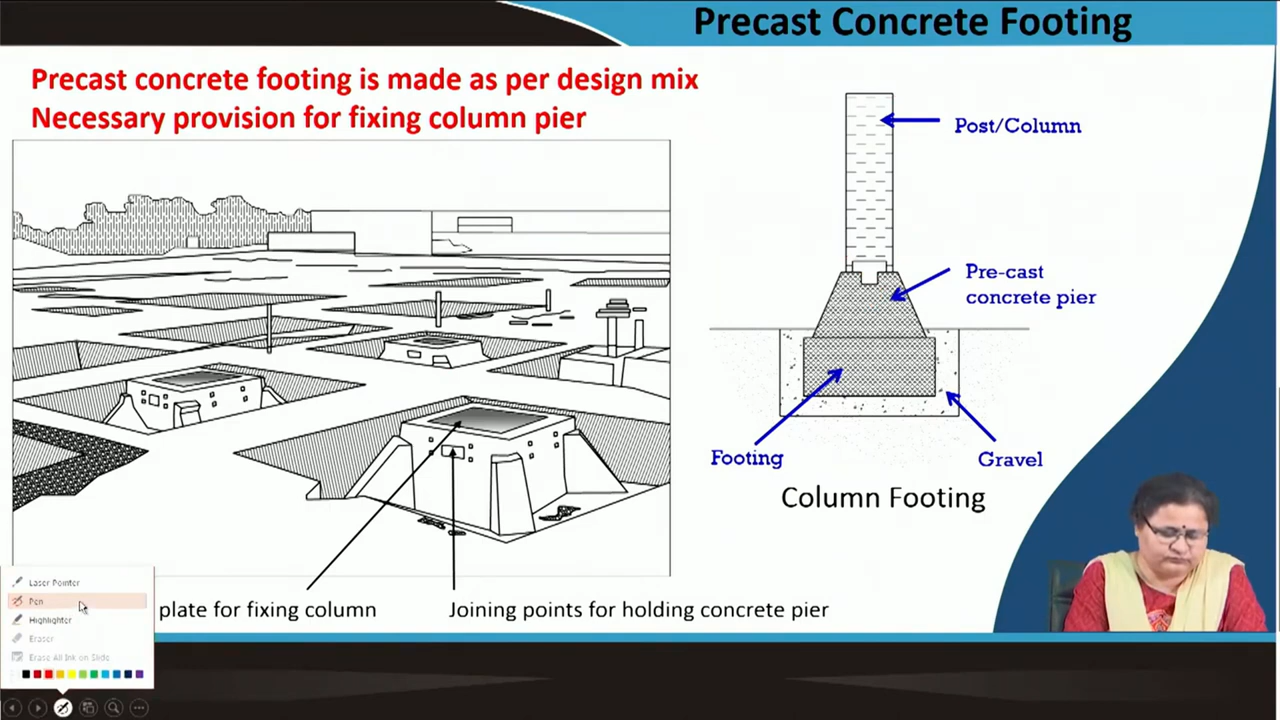 Precast Concrete Footing
Precast concrete footing is made as per design mix
Necessary provision for fixing column pier
Post/Column
Pre-cast
concrete pier
Footing
Gravel
Column Footing
plate for fixing column
Joining points for holding concrete pier
Laser Pointer
Pen
Highlighter
Eraser
Erase All Ink on Slide